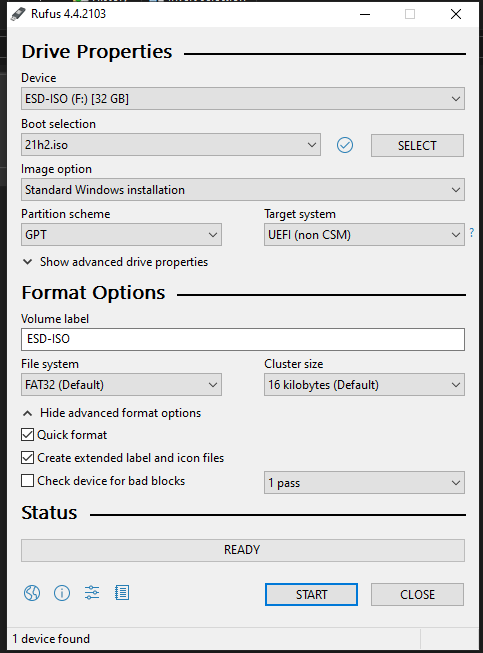 Rufus 4.4.2103
Drive Properties
Device
ESD-ISO (F:) [32 GB]
Boot selection
21h2.iso
SELECT
Image option
Standard Windows installation
Partition scheme
Target system
GPT
UEFI (non CSM)
?
Show advanced drive properties
Format Options
Volume label
ESD-ISO
File system
Cluster size
FAT32 (Default)
16 kilobytes (Default)
Hide advanced format options
Quick format
Create extended label and icon files
Check device for bad blocks
1 pass
Status
READY
START
CLOSE
1 device found